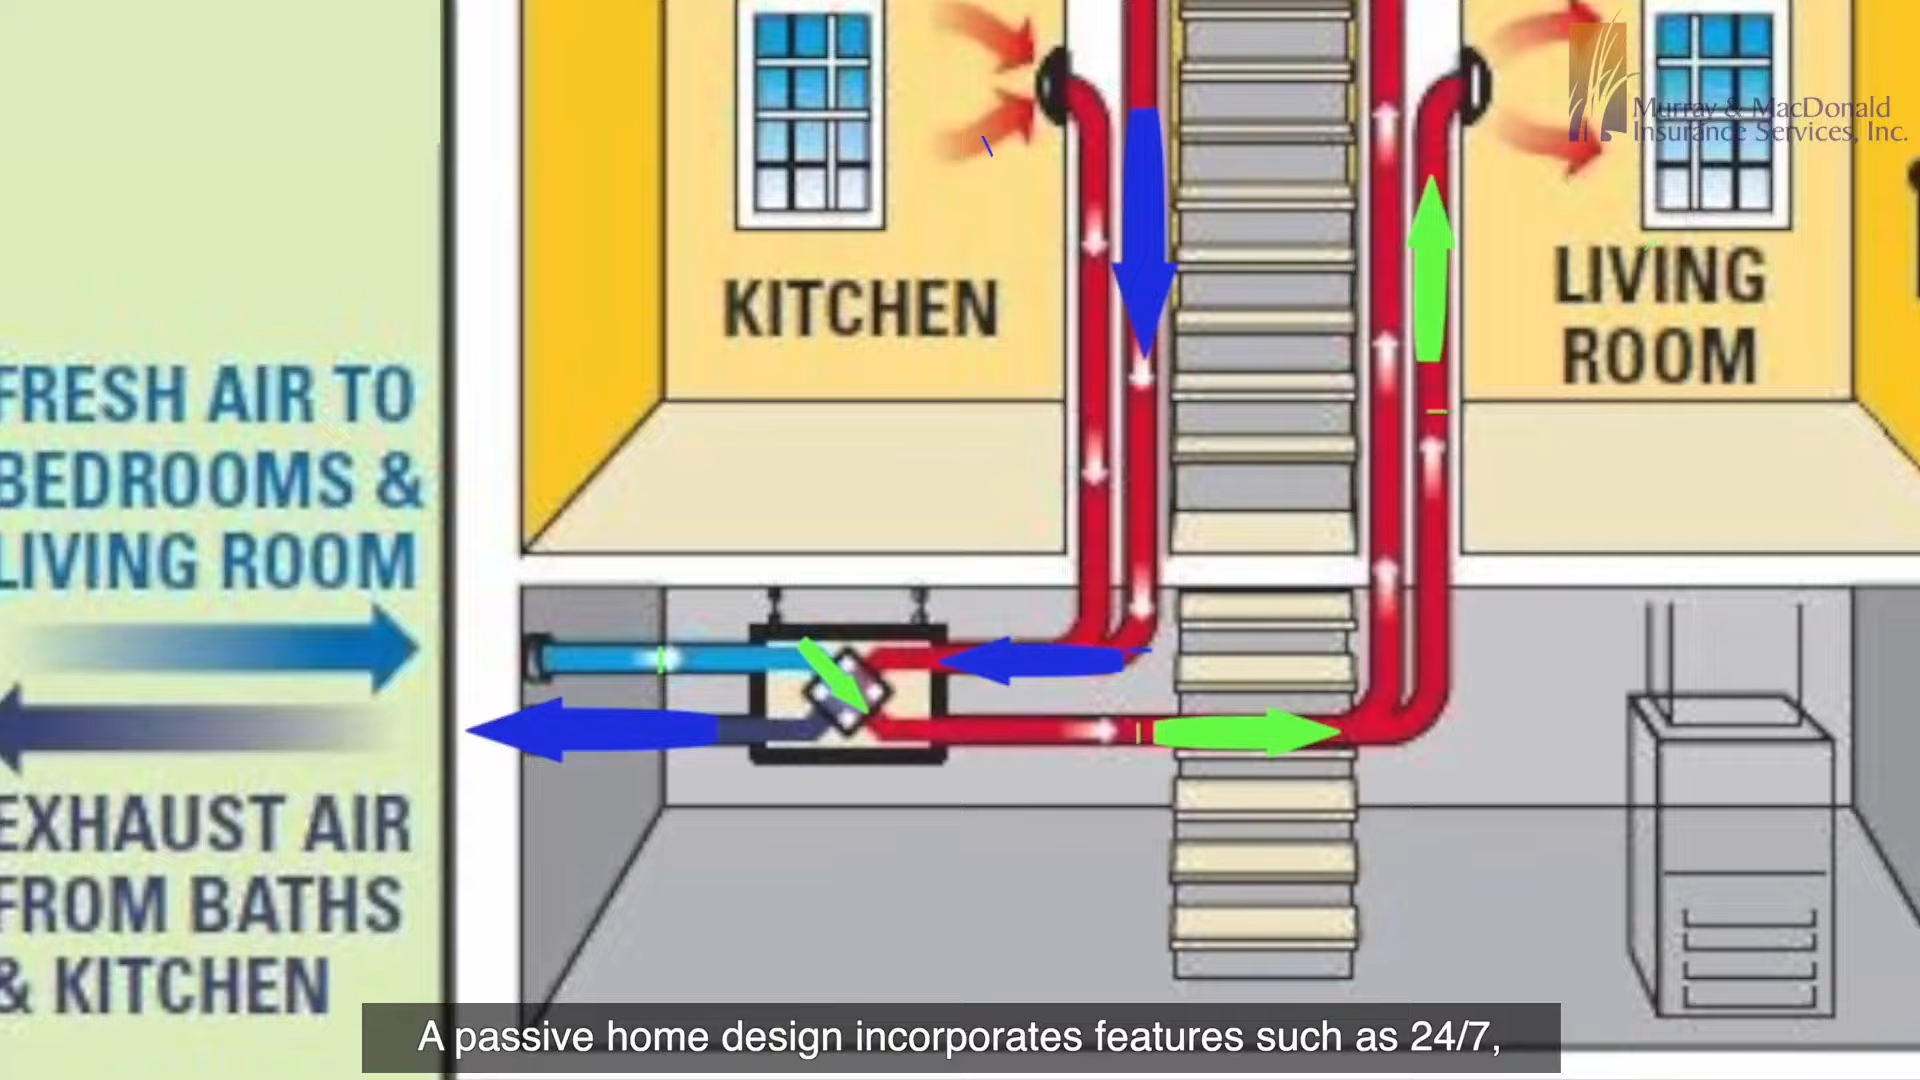 Murray & MacDonald
Insurance Services, Inc.
KITCHEN
LIVING
ROOM
FRESH AIR TO
BEDROOMS &
LIVING ROOM
EXHAUST AIR
FROM BATHS
& KITCHEN
A passive home design incorporates features such as 24/7,